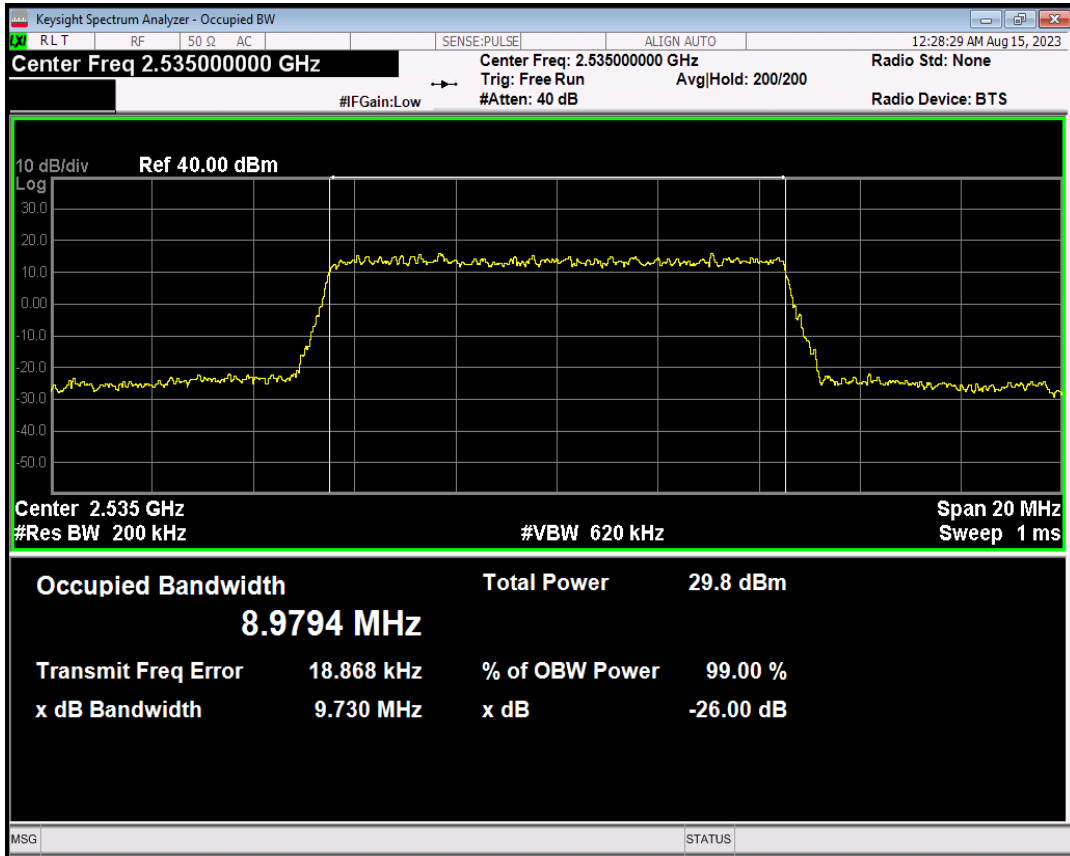 Keysight Spectrum Analyzer - Occupied BW
LXI RLT RF 50 Ω AC SENSE:PULSE ALIGN AUTO 12:28:29 AM Aug 15, 2023
Center Freq 2.535000000 GHz Center Freq: 2.535000000 GHz Radio Std: None
Trig: Free Run Avg|Hold: 200/200
#IFGain:Low #Atten: 40 dB Radio Device: BTS
10 dB/div Ref 40.00 dBm
Log
30.0
20.0
10.0
0.00
-10.0
-20.0
-30.0
-40.0
-50.0
Center 2.535 GHz Span 20 MHz
#Res BW 200 kHz #VBW 620 kHz Sweep 1 ms
Occupied Bandwidth Total Power 29.8 dBm
8.9794 MHz
Transmit Freq Error 18.868 kHz % of OBW Power 99.00 %
x dB Bandwidth 9.730 MHz x dB -26.00 dB
MSG STATUS